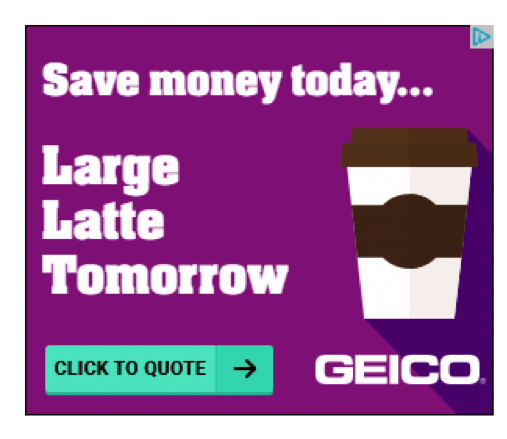 Save money today...
Large
Latte
Tomorrow
CLICK TO QUOTE
GEICO.